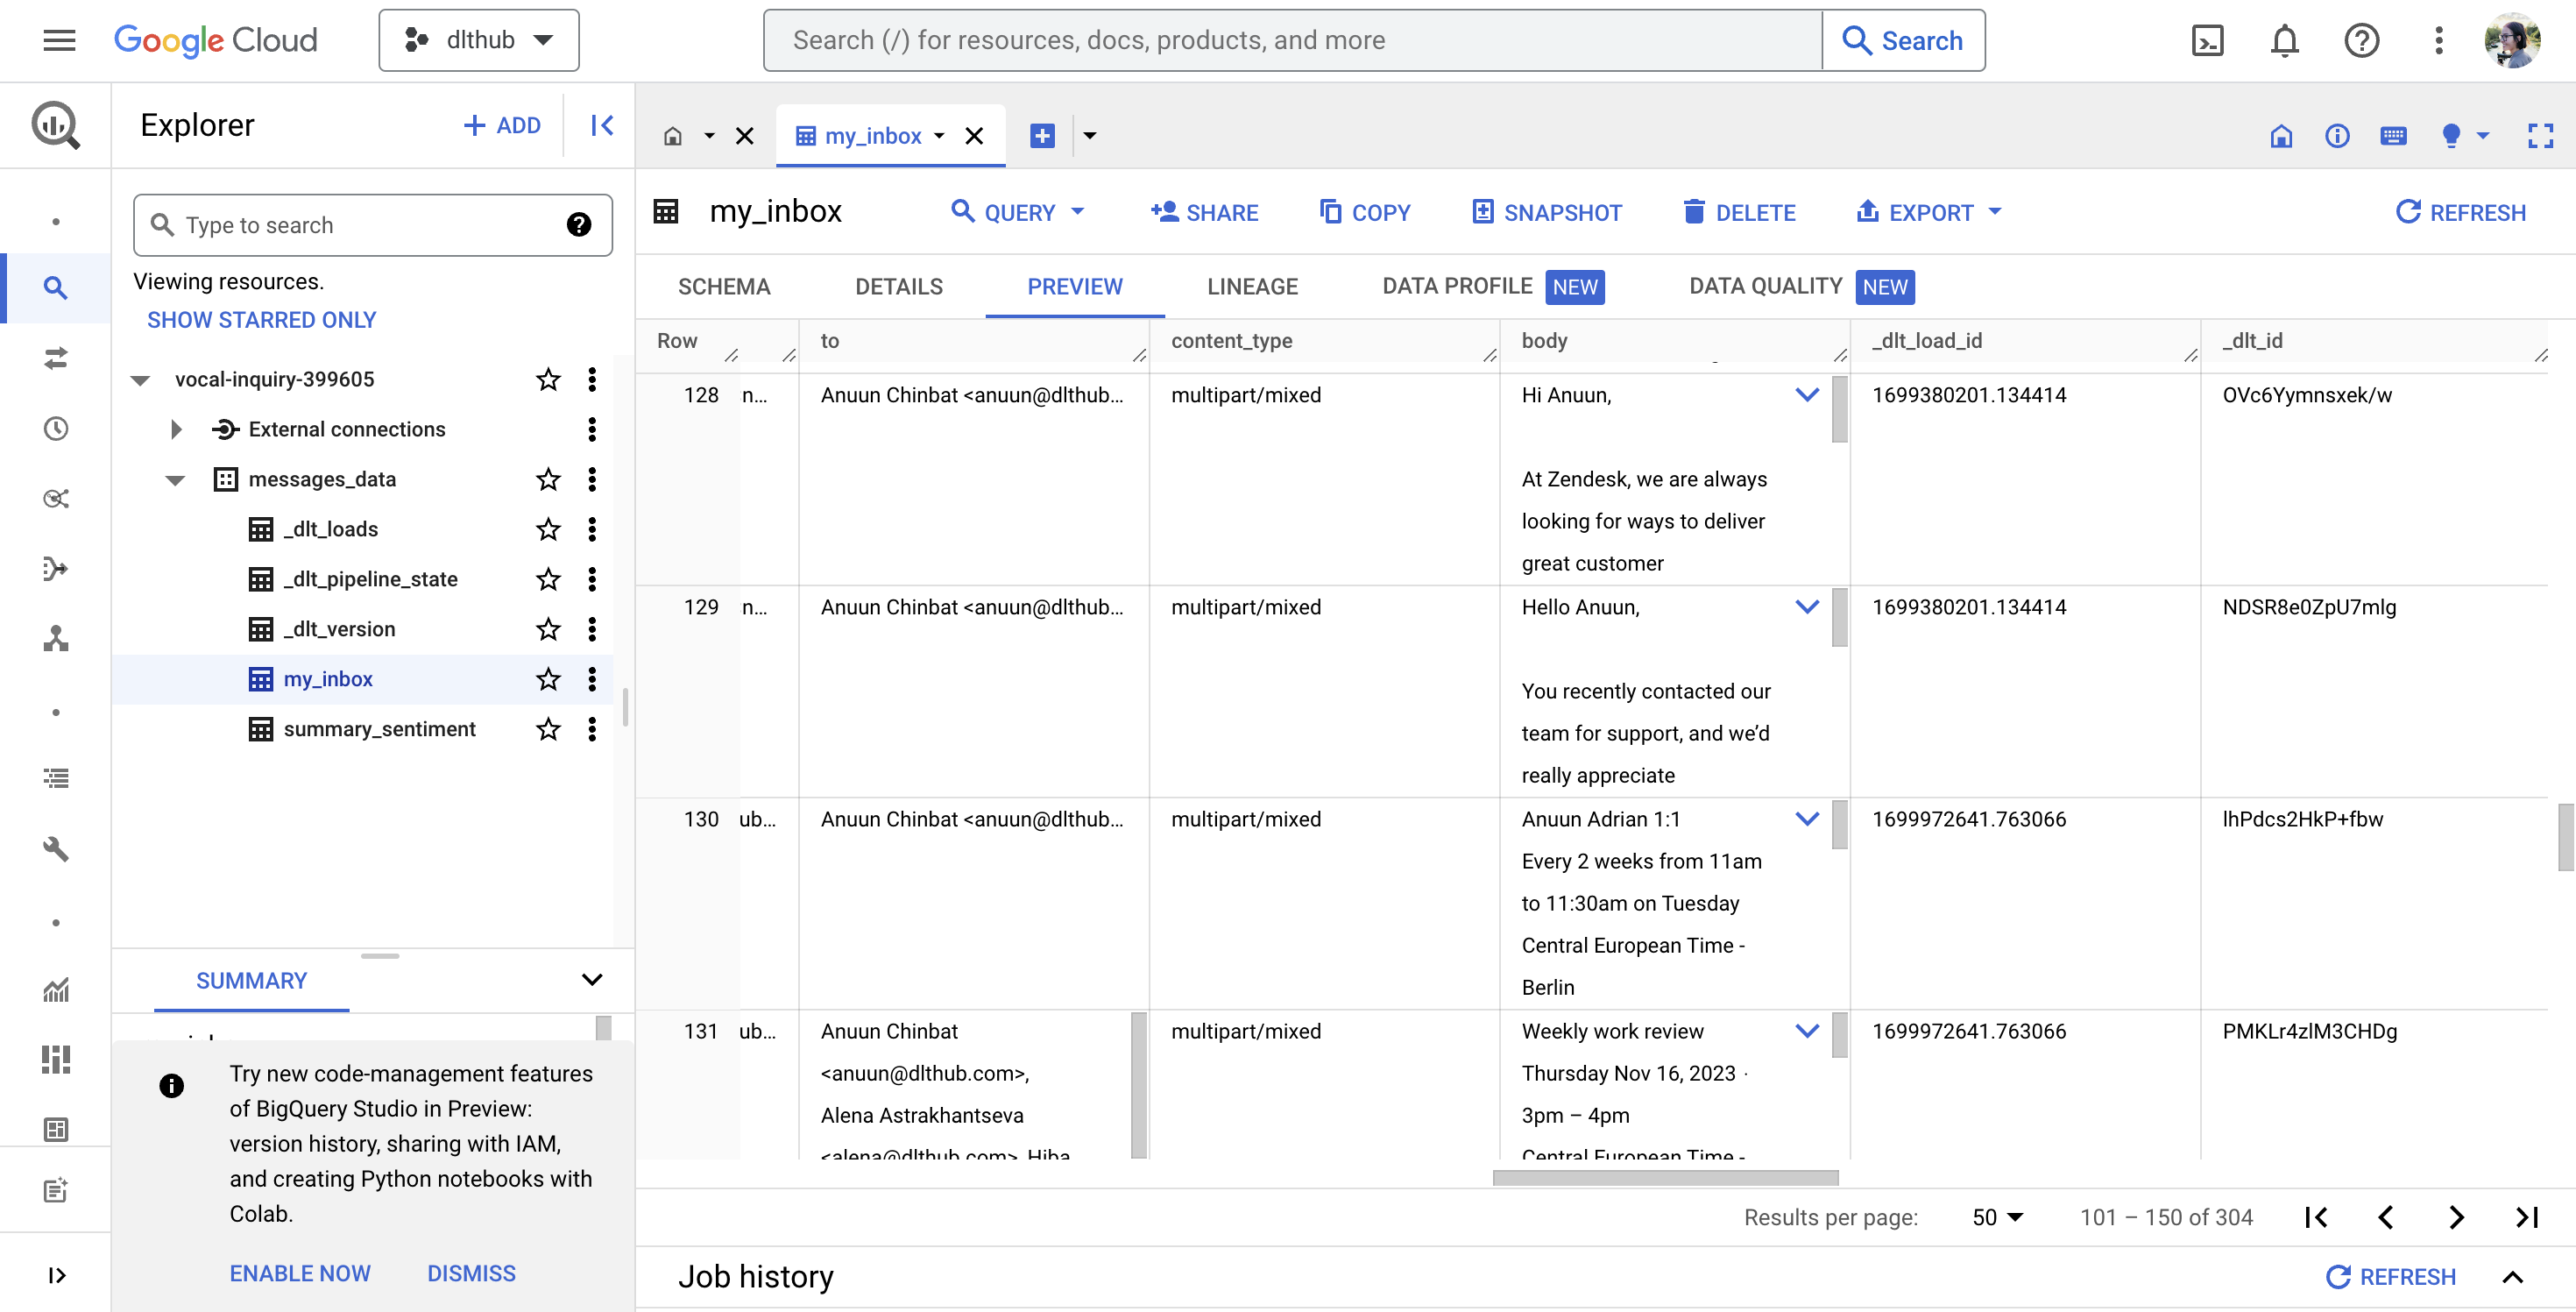 Google Cloud
dlthub
Search (/) for resources, docs, products, and more
Search
Explorer
ADD
my_inbox
Type to search
Viewing resources.
SHOW STARRED ONLY
vocal-inquiry-399605
External connections
messages_data
_dlt_loads
_dlt_pipeline_state
_dlt_version
my_inbox
summary_sentiment
SUMMARY
Try new code-management features
of BigQuery Studio in Preview:
version history, sharing with IAM,
and creating Python notebooks with
Colab.
ENABLE NOW DISMISS
my_inbox
QUERY SHARE COPY SNAPSHOT DELETE EXPORT REFRESH
SCHEMA DETAILS PREVIEW LINEAGE DATA PROFILE NEW DATA QUALITY NEW
Row to content_type body _dlt_load_id _dlt_id
128 n... Anuun Chinbat <anuun@dlthub... multipart/mixed Hi Anuun, 1699380201.134414 OVc6Yymnsxek/w
At Zendesk, we are always
looking for ways to deliver
great customer
129 n... Anuun Chinbat <anuun@dlthub... multipart/mixed Hello Anuun, 1699380201.134414 NDSR8e0ZpU7mlg
You recently contacted our
team for support, and we’d
really appreciate
130 ub... Anuun Chinbat <anuun@dlthub... multipart/mixed Anuun Adrian 1:1 1699972641.763066 lhPdcs2HkP+fbw
Every 2 weeks from 11am
to 11:30am on Tuesday
Central European Time -
Berlin
131 ub... Anuun Chinbat multipart/mixed Weekly work review 1699972641.763066 PMKLr4zlM3CHDg
<anuun@dlthub.com>, Thursday Nov 16, 2023 ·
Alena Astrakhantseva 3pm – 4pm
<alena@dlthub.com>, Hiba Central European Time -
Results per page: 50 101 – 150 of 304
Job history REFRESH